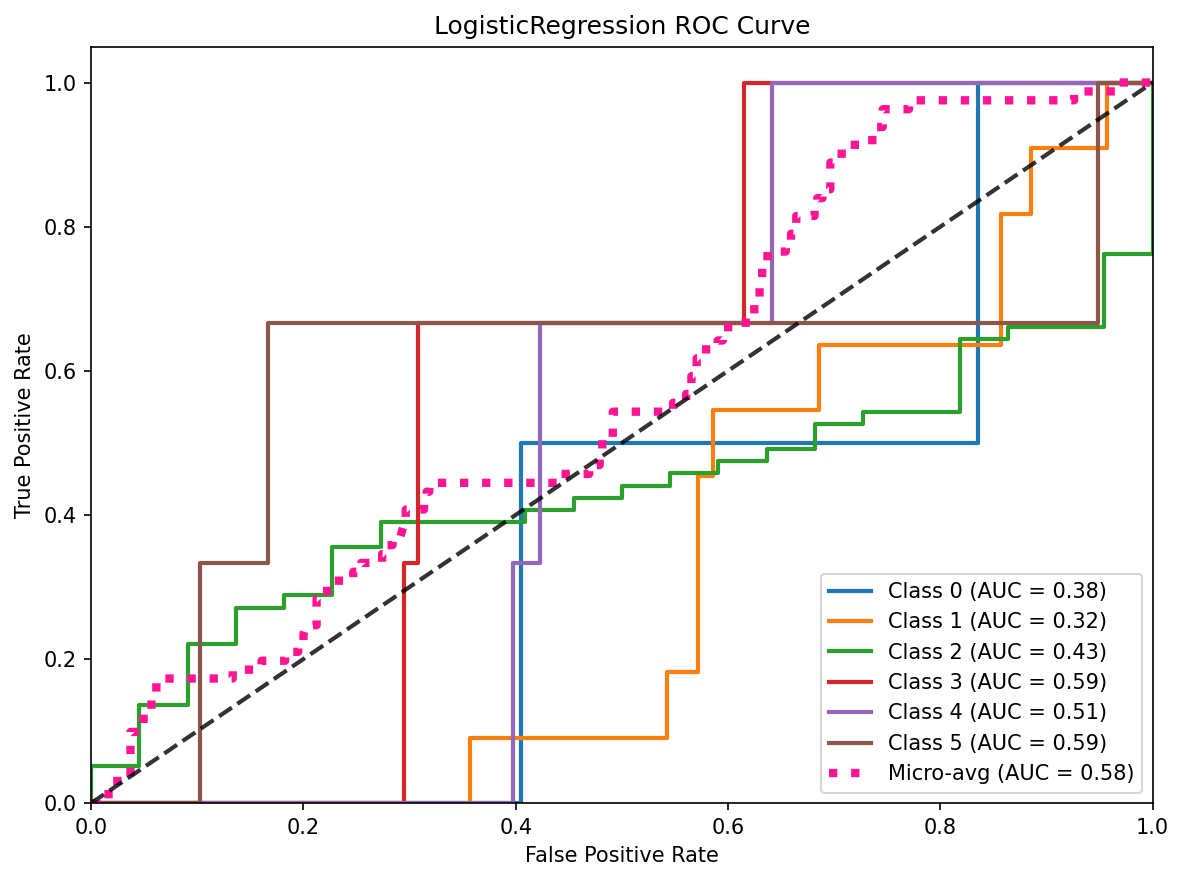 LogisticRegression ROC Curve
True Positive Rate
1.0
0.8
0.6
0.4
0.2
0.0
0.0 0.2 0.4 0.6 0.8 1.0
False Positive Rate
Class 0 (AUC = 0.38)
Class 1 (AUC = 0.32)
Class 2 (AUC = 0.43)
Class 3 (AUC = 0.59)
Class 4 (AUC = 0.51)
Class 5 (AUC = 0.59)
Micro-avg (AUC = 0.58)